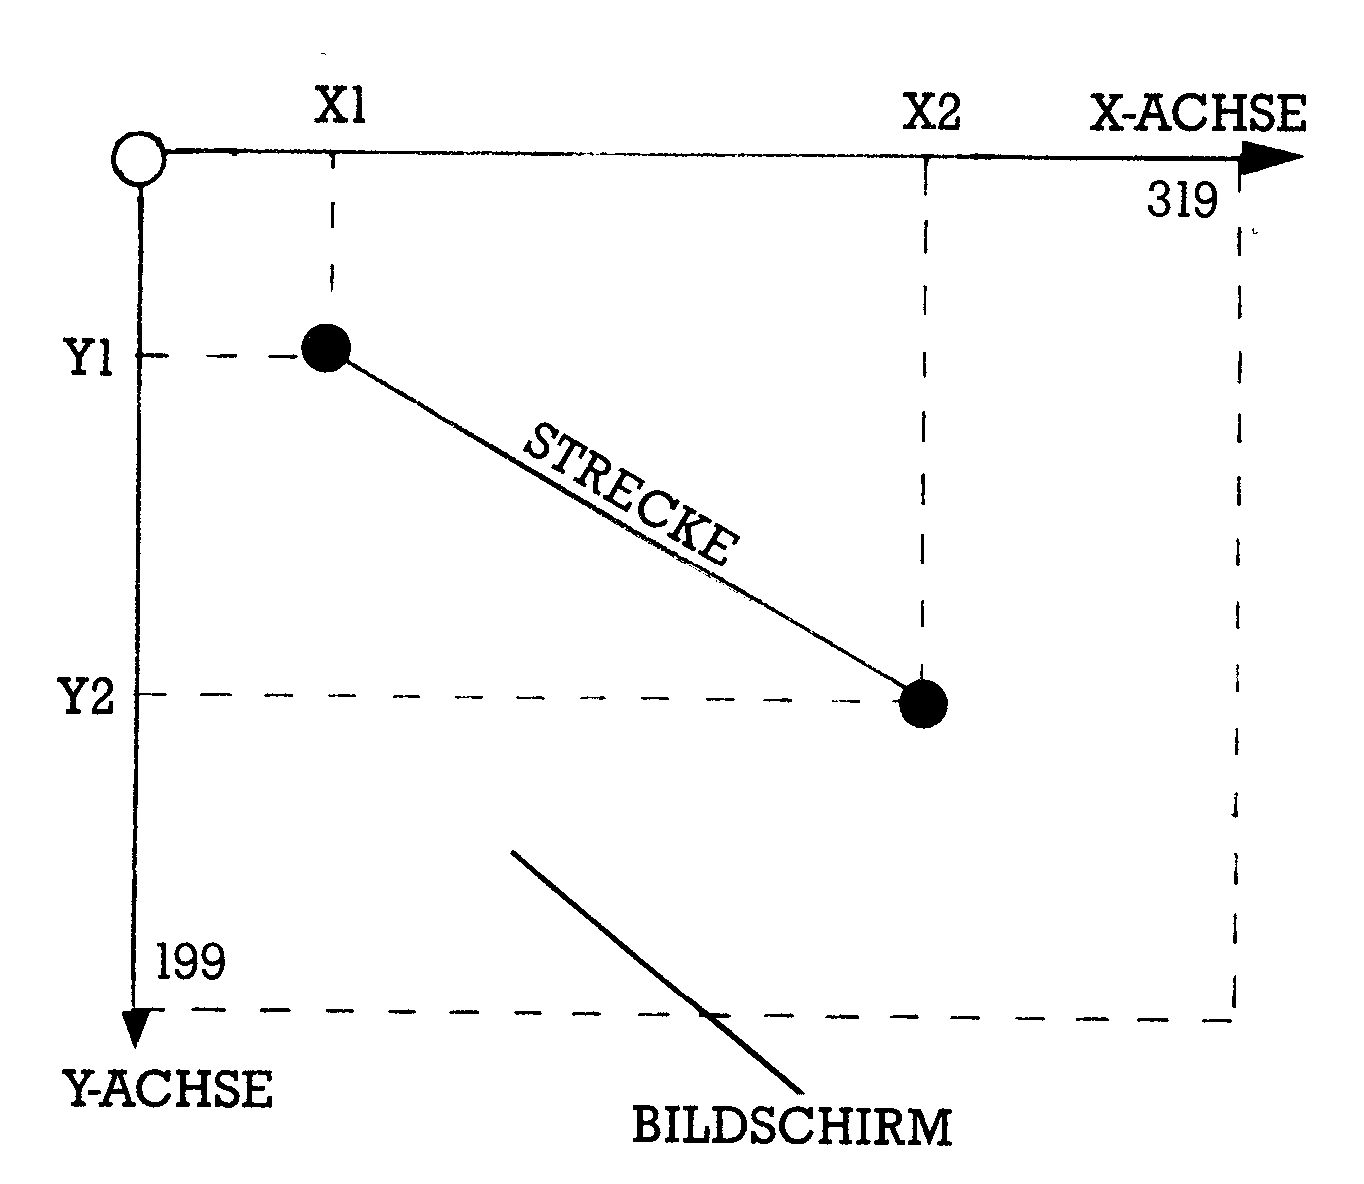 X1
X2
X-ACHSE
319
Y1
STRECKE
Y2
199
Y-ACHSE
BILDSCHIRM